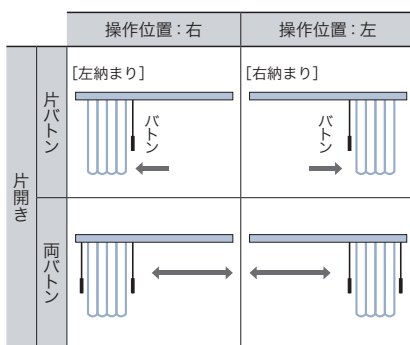 操作位置:右
操作位置:左
片開き
片バトン
[左納まり]
バトン
[右納まり]
バトン
両バトン